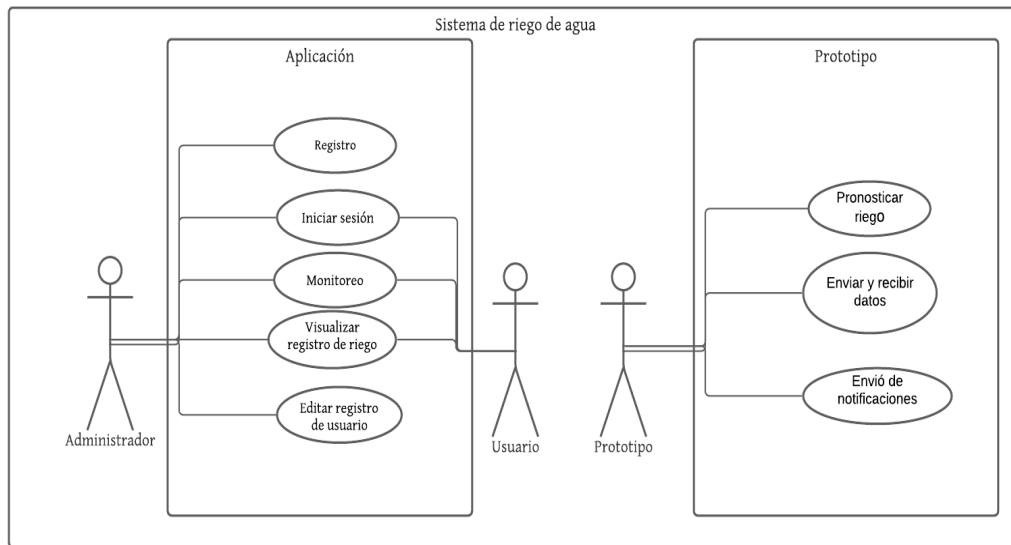 Sistema de riego de agua
Aplicación
Registro
Iniciar sesión
Monitoreo
Visualizar
registro de riego
Editar registro
de usuario
Administrador
Usuario
Prototipo
Prototipo
Pronosticar
riego
Enviar y recibir
datos
Envió de
notificaciones